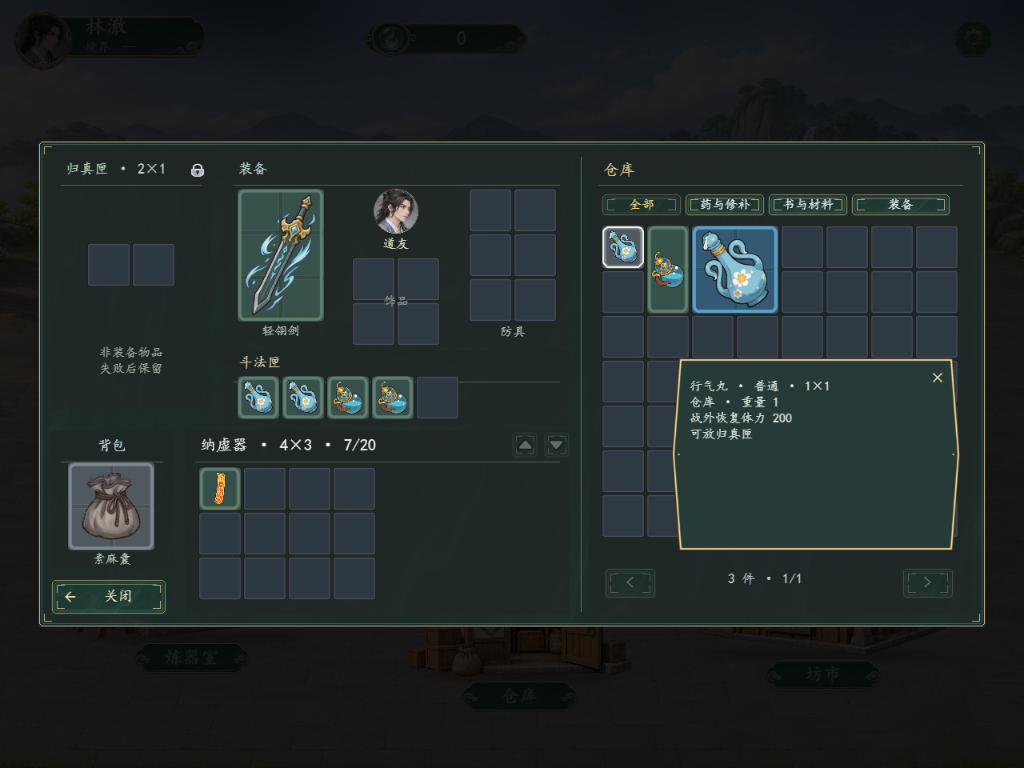 林澈
境界 一
0
归真匣 • 2×1
装备
仓库
全部
药与修补
书与材料
装备
道友
饰品
轻翎剑
防具
非装备物品
失败后保留
斗法匣
行气丸 • 普通 • 1×1
仓库 • 重量 1
战外恢复体力 200
可放归真匣
背包
纳虚器 • 4×3 • 7/20
素麻囊
关闭
3 件 • 1/1
炼器室
仓库
坊市